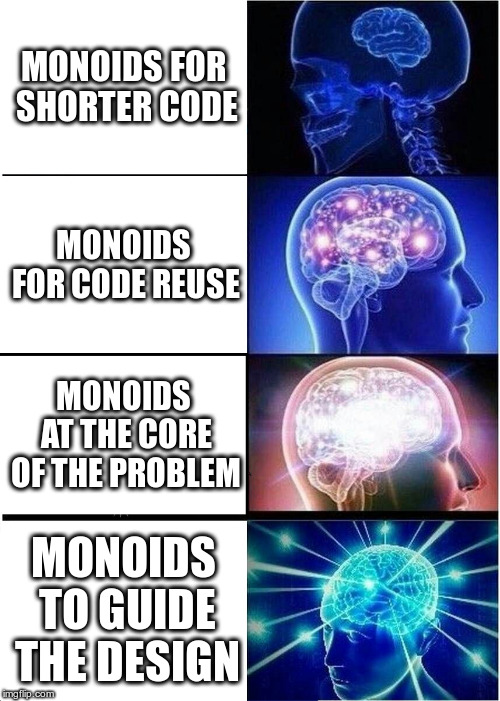 MONOIDS FOR
SHORTER CODE
MONOIDS
FOR CODE REUSE
MONOIDS
AT THE CORE
OF THE PROBLEM
MONOIDS
TO GUIDE
THE DESIGN
imgflip.com